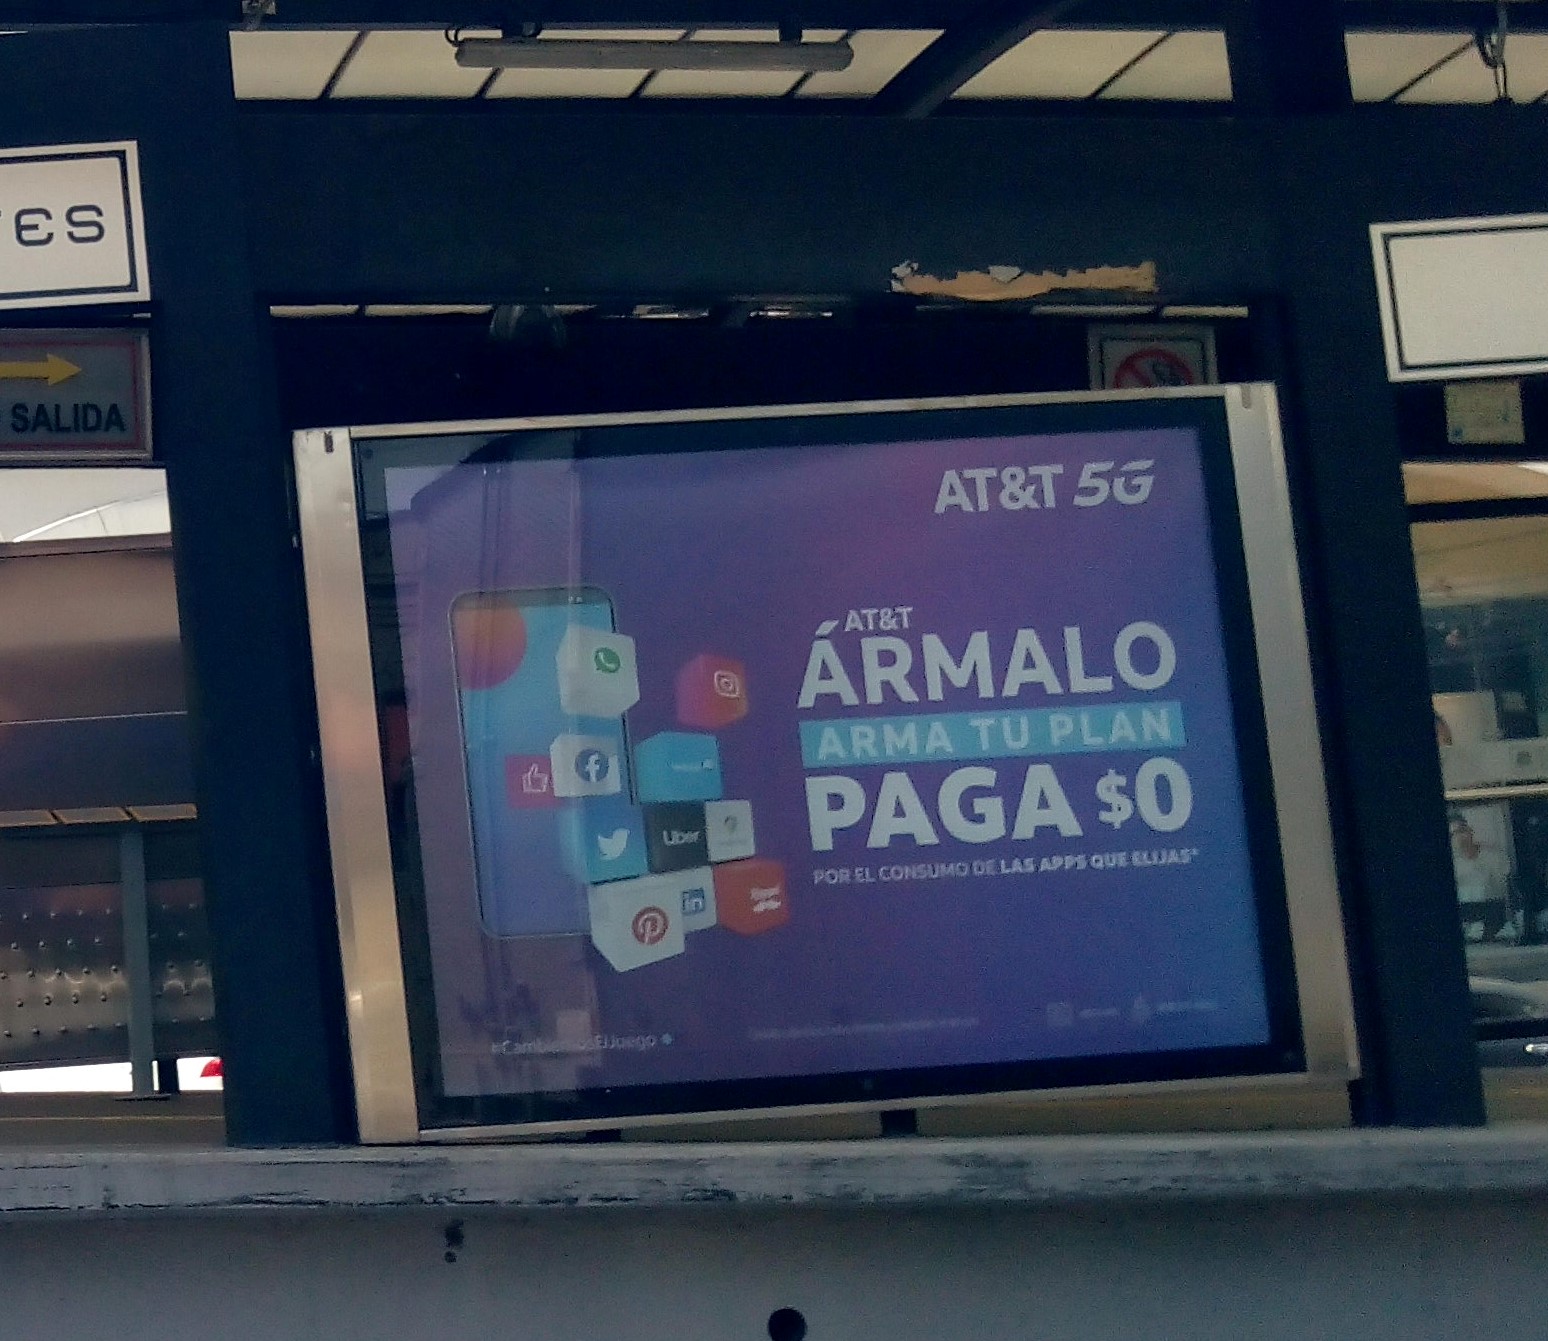 ES
SALIDA
AT&T 5G
AT&T
ÁRMALO
ARMA TU PLAN
PAGA $0
POR EL CONSUMO DE LAS APPS QUE ELIJAS*
Uber
in